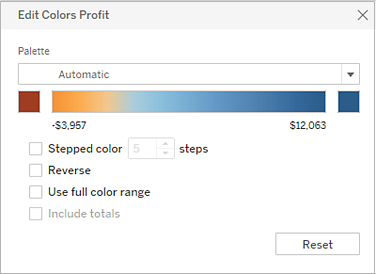 Edit Colors Profit
Palette
Automatic
-$3,957 $12,063
Stepped color 5 steps
Reverse
Use full color range
Include totals
Reset